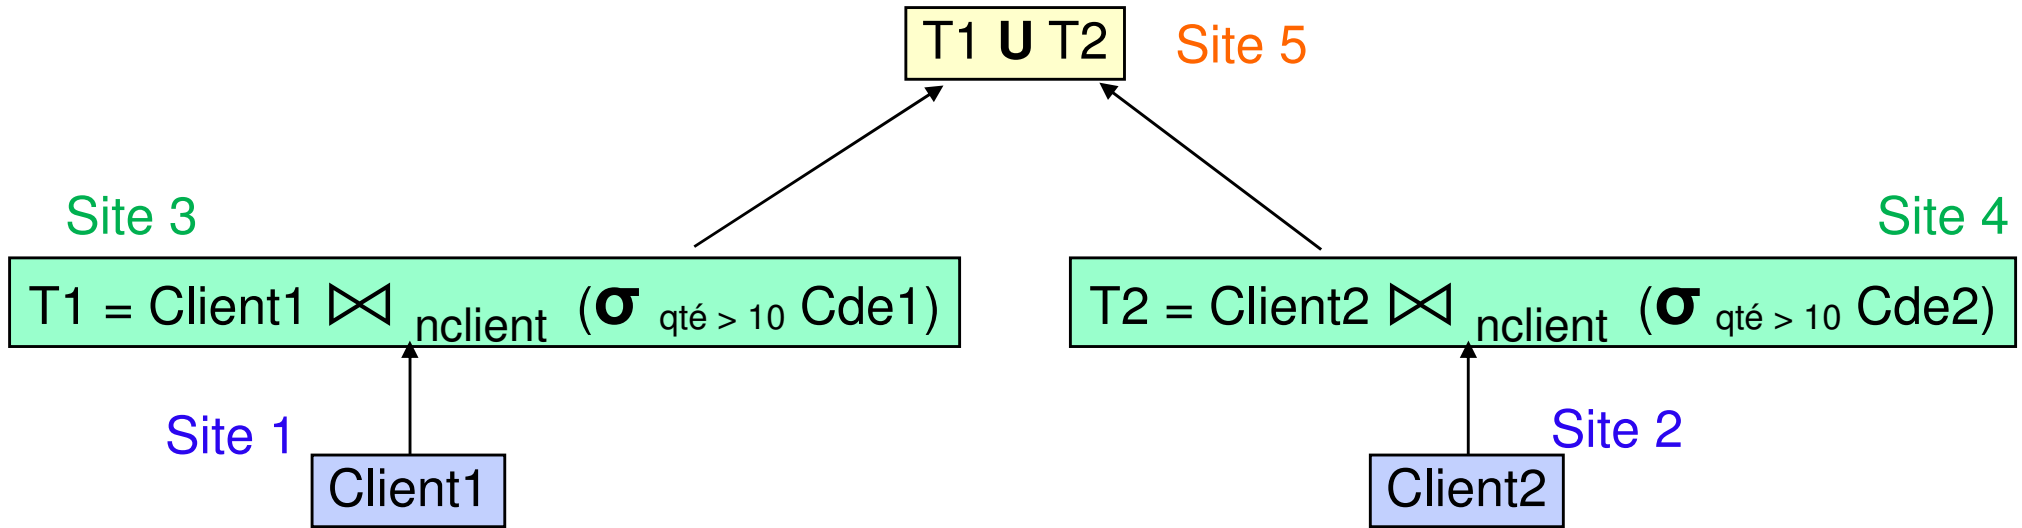 T1 U T2
Site 5
Site 3
Site 4
T1 = Client1 ⋈ nclient (σ qté > 10 Cde1)
T2 = Client2 ⋈ nclient (σ qté > 10 Cde2)
Site 1
Site 2
Client1
Client2